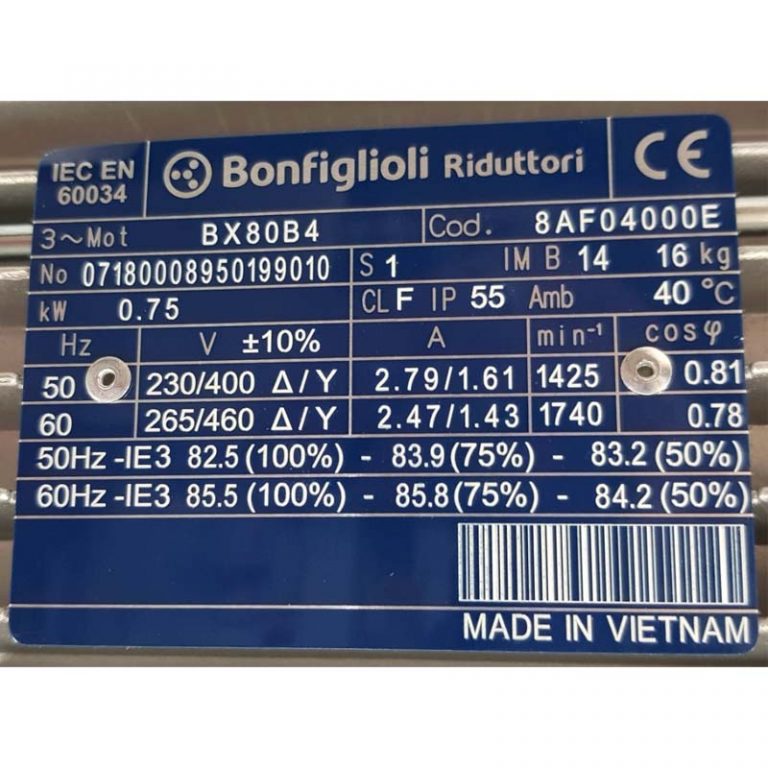 IEC EN
60034
Bonfiglioli Riduttori
CE
3~Mot BX80B4 Cod. 8AF04000E
No 07180008950199010 S 1 IM B 14 16 kg
kW 0.75 CL F IP 55 Amb 40 °C
Hz V ±10% A min⁻¹ cosφ
50 230/400 Δ/Y 2.79/1.61 1425 0.81
60 265/460 Δ/Y 2.47/1.43 1740 0.78
50Hz -IE3 82.5(100%) - 83.9(75%) - 83.2(50%)
60Hz -IE3 85.5(100%) - 85.8(75%) - 84.2(50%)
MADE IN VIETNAM